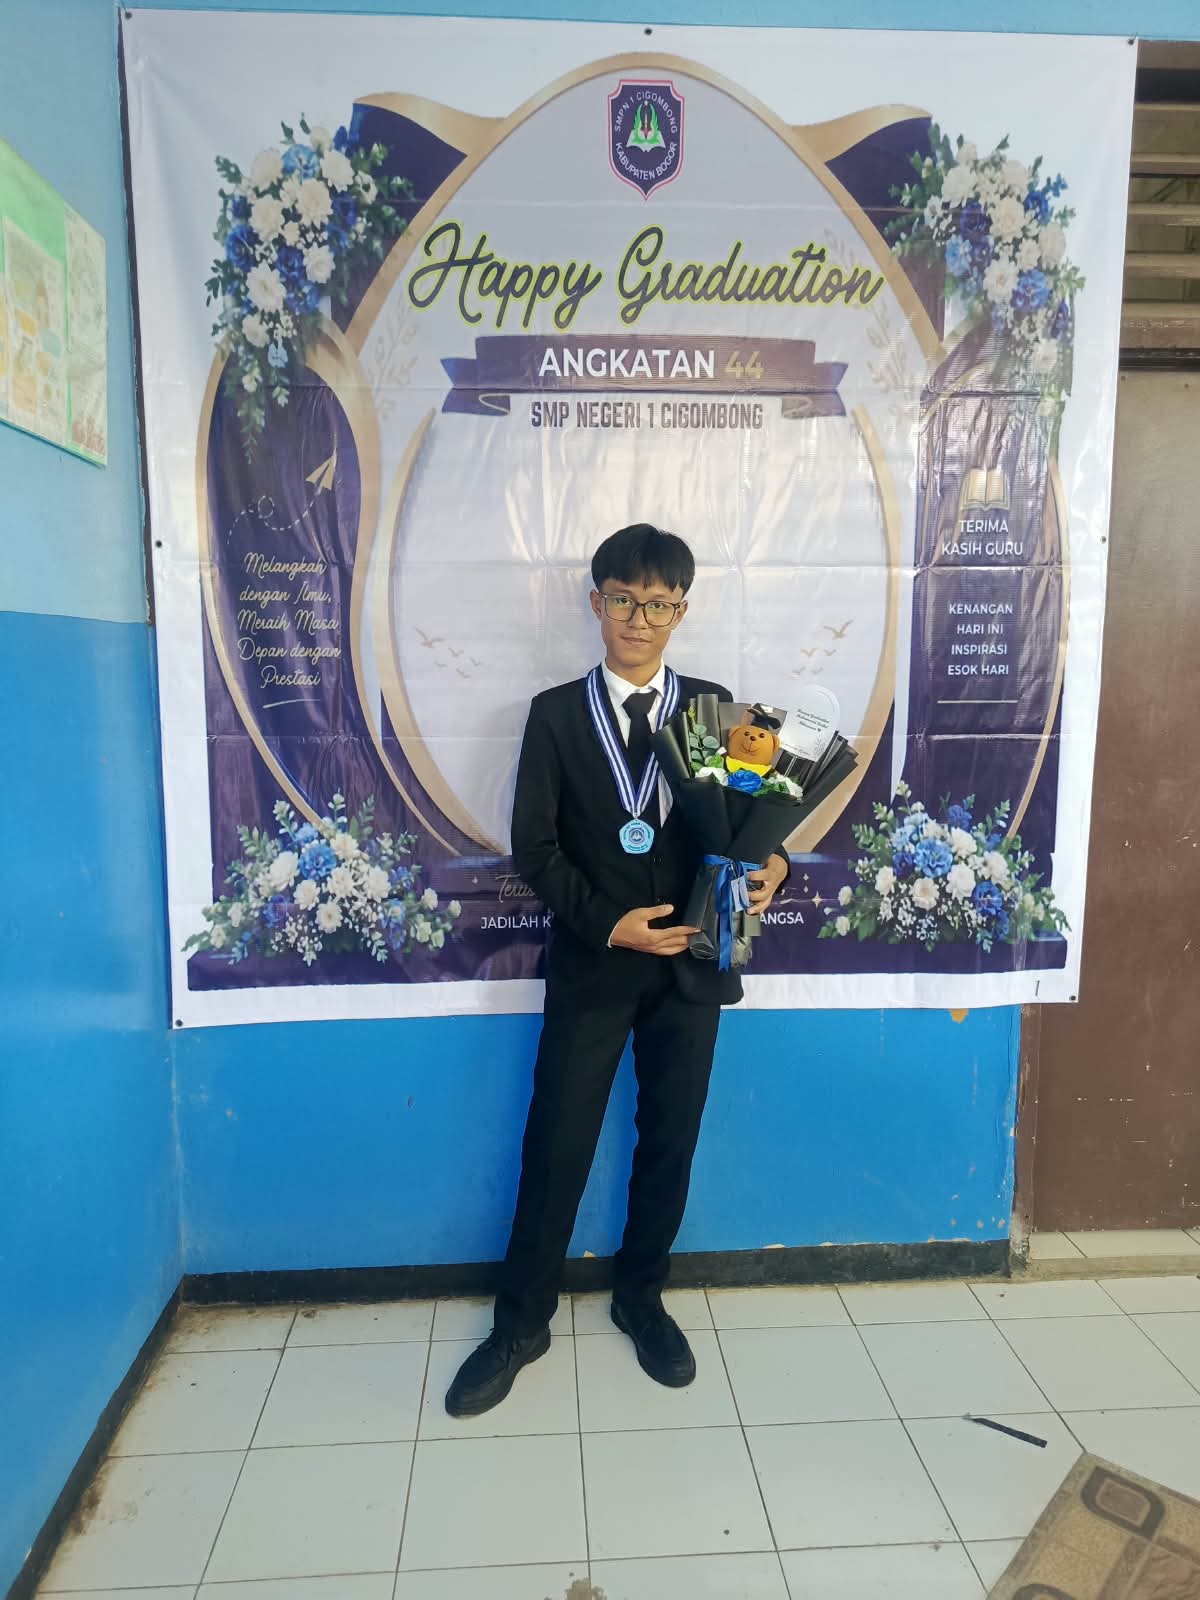 SMPN 1 CIGOMBONG
KABUPATEN BOGOR
Happy Graduation
ANGKATAN 44
SMP NEGERI 1 CIGOMBONG
Melangkah
dengan Ilmu,
Meraih Masa
Depan dengan
Prestasi
TERIMA
KASIH GURU
KENANGAN
HARI INI
INSPIRASI
ESOK HARI
JADILAH